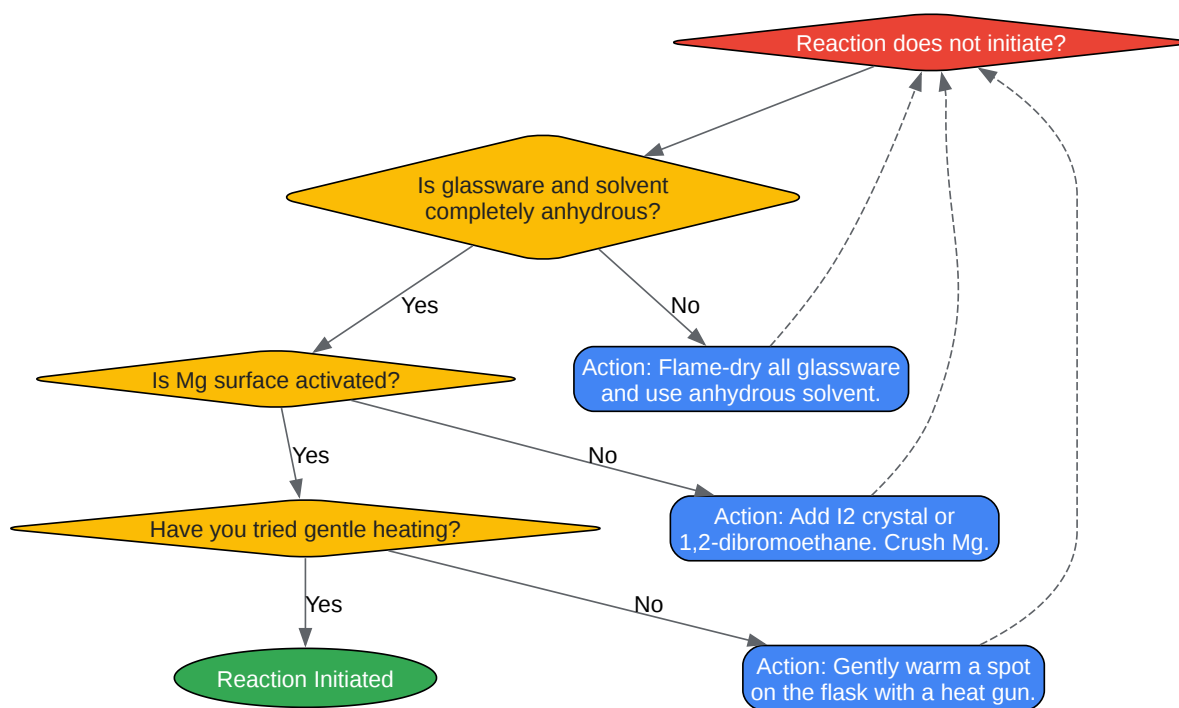 Reaction does not initiate?
Is glassware and solvent
completely anhydrous?
Yes
No
Action: Flame-dry all glassware
and use anhydrous solvent.
Is Mg surface activated?
Yes
No
Action: Add I2 crystal or
1,2-dibromoethane. Crush Mg.
Have you tried gentle heating?
Yes
No
Reaction Initiated
Action: Gently warm a spot
on the flask with a heat gun.